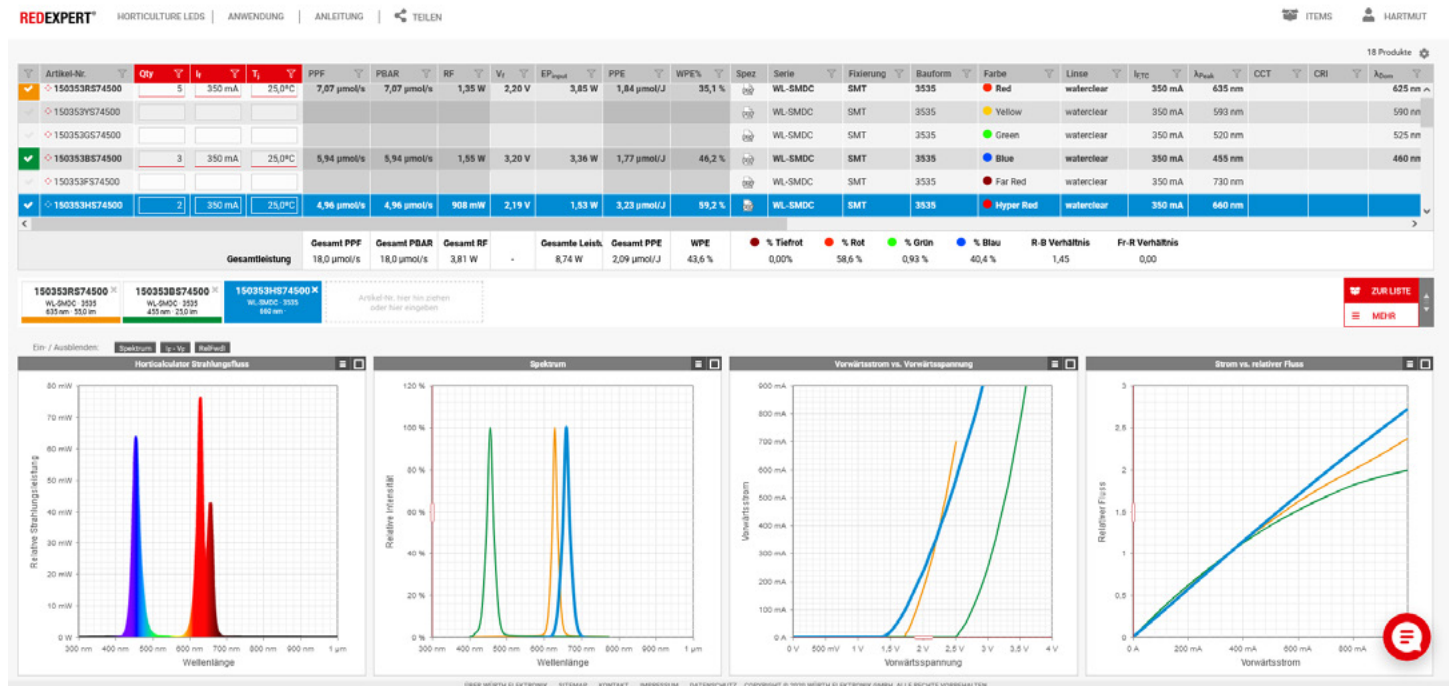 REDEXPERT® HORTICULTURE LEDS | ANWENDUNG | ANLEITUNG | TEILEN ITEMS HARTMUT
18 Produkte
Artikel-Nr. Qty IF Tj PPF PBAR RF VF EPinput PPE WPE% Spez Serie Fixierung Bauform Farbe Linse IF TC λPeak CCT CRI λDom
150353RS74500 5 350 mA 25,0°C 7,07 µmol/s 7,07 µmol/s 1,35 W 2,20 V 3,85 W 1,84 µmol/J 35,1 % WL-SMDC SMT 3535 Red waterclear 350 mA 635 nm 625 nm
150353YS74500 WL-SMDC SMT 3535 Yellow waterclear 350 mA 593 nm 590 nm
150353GS74500 WL-SMDC SMT 3535 Green waterclear 350 mA 520 nm 525 nm
150353BS74500 3 350 mA 25,0°C 5,94 µmol/s 5,94 µmol/s 1,55 W 3,20 V 3,36 W 1,77 µmol/J 46,2 % WL-SMDC SMT 3535 Blue waterclear 350 mA 455 nm 460 nm
150353FS74500 WL-SMDC SMT 3535 Far Red waterclear 350 mA 730 nm
150353HS74500 2 350 mA 25,0°C 4,96 µmol/s 4,96 µmol/s 908 mW 2,19 V 1,53 W 3,23 µmol/J 59,2 % WL-SMDC SMT 3535 Hyper Red waterclear 350 mA 660 nm
Gesamt PPF Gesamt PBAR Gesamt RF Gesamte Leistu Gesamt PPE WPE % Tiefrot % Rot % Grün % Blau R-B Verhältnis Fr-R Verhältnis
Gesamtleistung 18,0 µmol/s 18,0 µmol/s 3,81 W - 8,74 W 2,09 µmol/J 43,6 % 0,00% 58,6 % 0,93 % 40,4 % 1,45 0,00
150353RS74500 × 150353BS74500 × 150353HS74500 ×
WL-SMDC · 3535 WL-SMDC · 3535 WL-SMDC · 3535
635 nm · 55,0 lm 455 nm · 25,0 lm 660 nm ·
Artikel-Nr. hier hin ziehen
oder hier eingeben
ZUR LISTE
MEHR
Ein- / Ausblenden: Spektrum IF - VF RelFwdI
Horticalculator Strahlungsfluss
80 mW
70 mW
60 mW
50 mW
40 mW
30 mW
20 mW
10 mW
0 W
300 nm 400 nm 500 nm 600 nm 700 nm 800 nm 900 nm 1 µm
Relative Strahlungsleistung
Wellenlänge
Spektrum
120 %
100 %
80 %
60 %
40 %
20 %
0 %
300 nm 400 nm 500 nm 600 nm 700 nm 800 nm 900 nm 1 µm
Relative Intensität
Wellenlänge
Vorwärtsstrom vs. Vorwärtsspannung
900 mA
800 mA
700 mA
600 mA
500 mA
400 mA
300 mA
200 mA
100 mA
0 A
0 V 500 mV 1 V 1,5 V 2 V 2,5 V 3 V 3,5 V 4 V
Vorwärtsstrom
Vorwärtsspannung
Strom vs. relativer Fluss
3
2,5
2
1,5
1
0,5
0
0 A 200 mA 400 mA 600 mA 800 mA
Relativer Fluss
Vorwärtsstrom
ÜBER WÜRTH ELEKTRONIK SITEMAP KONTAKT IMPRESSUM DATENSCHUTZ COPYRIGHT © 2020 WÜRTH ELEKTRONIK GMBH. ALLE RECHTE VORBEHALTEN.